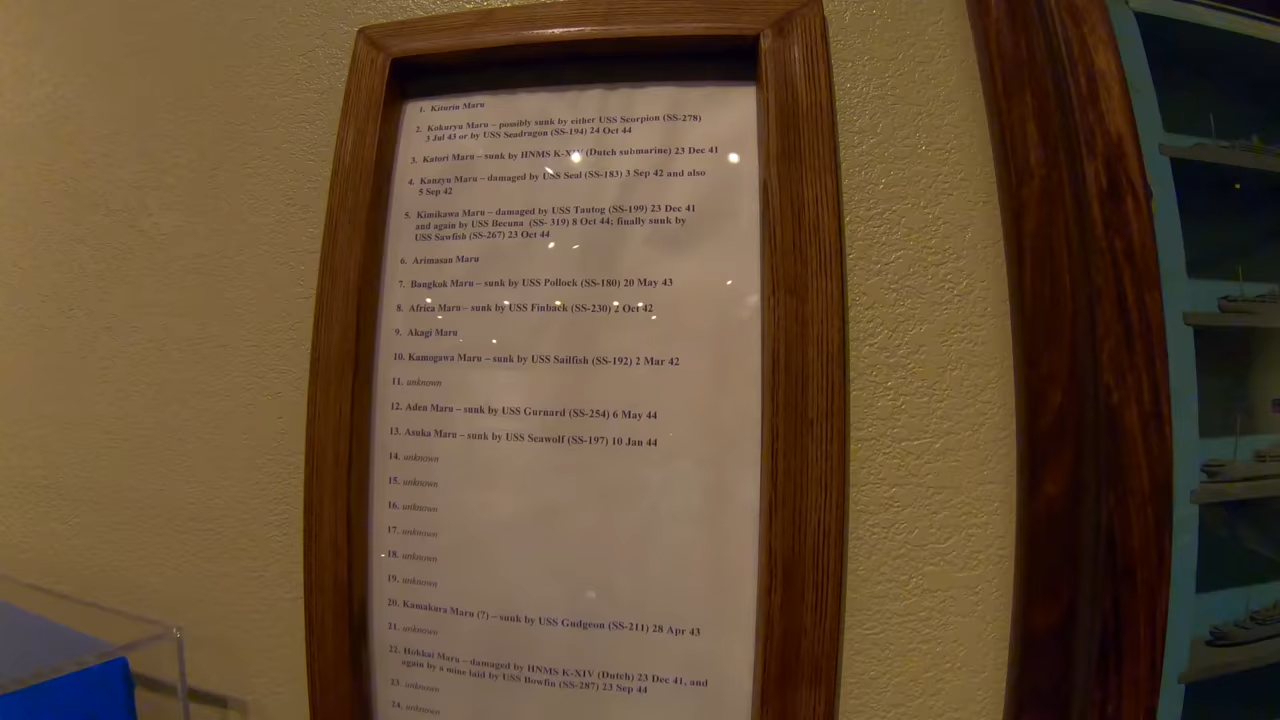 1. Kiturin Maru
2. Kokuryu Maru – possibly sunk by either USS Scorpion (SS-278)
3 Jul 43 or by USS Seadragon (SS-194) 24 Oct 44
3. Katori Maru – sunk by HNMS K-XIV (Dutch submarine) 23 Dec 41
4. Kanzyu Maru – damaged by USS Seal (SS-183) 3 Sep 42 and also
5 Sep 42
5. Kimikawa Maru – damaged by USS Tautog (SS-199) 23 Dec 41
and again by USS Becuna (SS- 319) 8 Oct 44; finally sunk by
USS Sawfish (SS-267) 23 Oct 44
6. Arimasan Maru
7. Bangkok Maru – sunk by USS Pollock (SS-180) 20 May 43
8. Africa Maru – sunk by USS Finback (SS-230) 2 Oct 42
9. Akagi Maru
10. Kamogawa Maru – sunk by USS Sailfish (SS-192) 2 Mar 42
11. unknown
12. Aden Maru – sunk by USS Gurnard (SS-254) 6 May 44
13. Asuka Maru – sunk by USS Seawolf (SS-197) 10 Jan 44
14. unknown
15. unknown
16. unknown
17. unknown
18. unknown
19. unknown
20. Kamakura Maru (?) – sunk by USS Gudgeon (SS-211) 28 Apr 43
21. unknown
22. Hokkai Maru – damaged by HNMS K-XIV (Dutch) 23 Dec 41, and
again by a mine laid by USS Bowfin (SS-287) 23 Sep 44
23. unknown
24. unknown